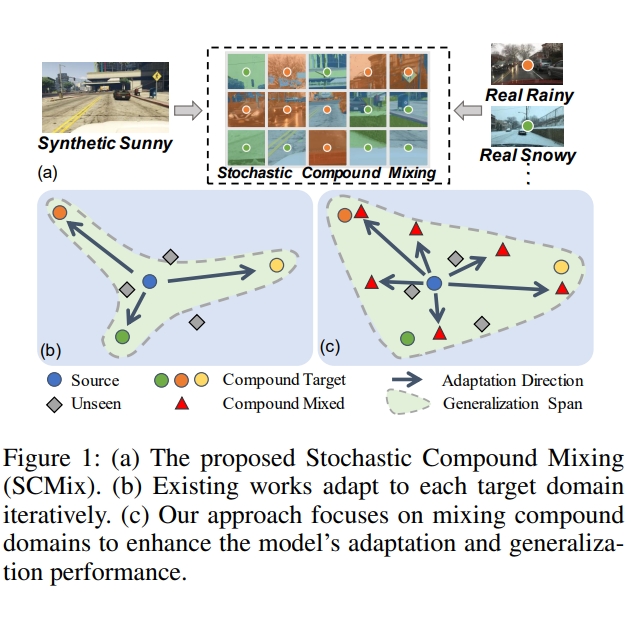 Synthetic Sunny
Real Rainy
Real Snowy
(a)
Stochastic Compound Mixing
(b)
(c)
Source
Compound Target
Adaptation Direction
Unseen
Compound Mixed
Generalization Span
Figure 1: (a) The proposed Stochastic Compound Mixing
(SCMix). (b) Existing works adapt to each target domain
iteratively. (c) Our approach focuses on mixing compound
domains to enhance the model's adaptation and generaliza-
tion performance.